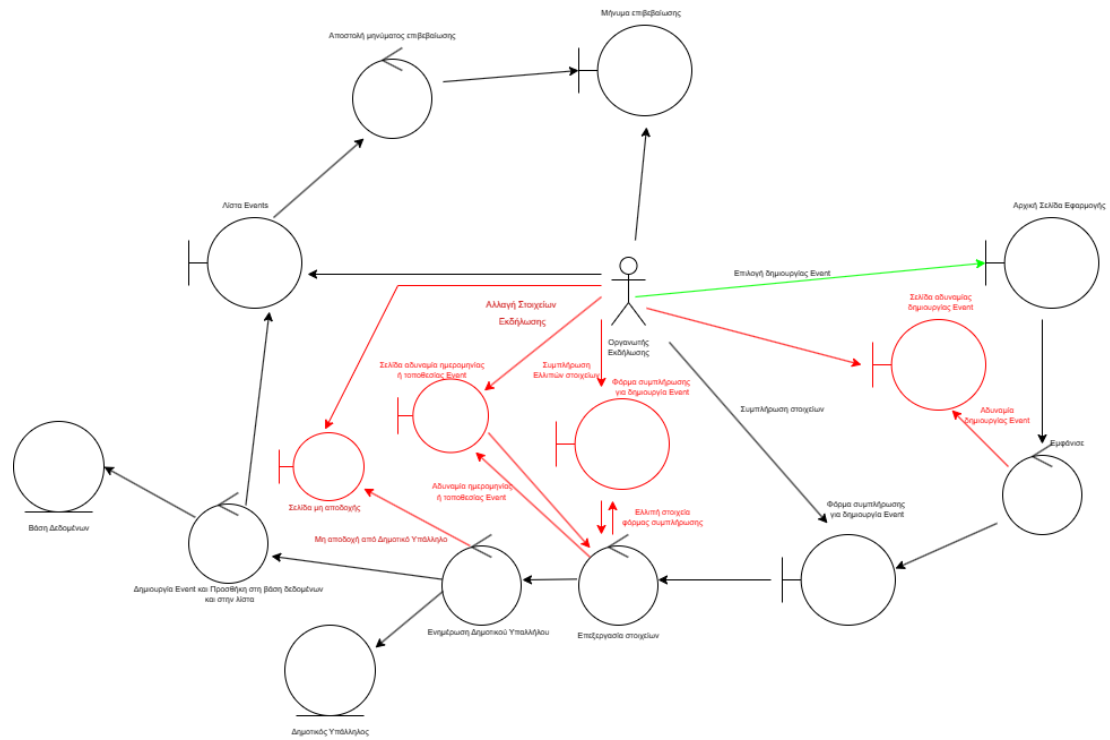 Μήνυμα επιβεβαίωσης
Αποστολή μηνύματος επιβεβαίωσης
Λίστα Events
Αρχική Σελίδα Εφαρμογής
Επιλογή δημιουργίας Event
Σελίδα αδυναμίας
δημιουργίας Event
Αλλαγή Στοιχείων
Εκδήλωσης
Οργανωτής
Εκδήλωσης
Σελίδα αδυναμία ημερομηνίας
ή τοποθεσίας Event
Συμπλήρωση
Ελλιπών στοιχείων
Φόρμα συμπλήρωσης
για δημιουργία Event
Συμπλήρωση στοιχείων
Αδυναμία
δημιουργίας Event
Εμφάνισε
Αδυναμία ημερομηνίας
ή τοποθεσίας Event
Σελίδα μη αποδοχής
Ελλιπή στοιχεία
φόρμας συμπλήρωσης
Φόρμα συμπλήρωσης
για δημιουργία Event
Βάση Δεδομένων
Μη αποδοχή από Δημοτικό Υπάλληλο
Δημιουργία Event και Προσθήκη στη βάση δεδομένων
και στην λίστα
Ενημέρωση Δημοτικού Υπαλλήλου
Επεξεργασία στοιχείων
Δημοτικός Υπάλληλος